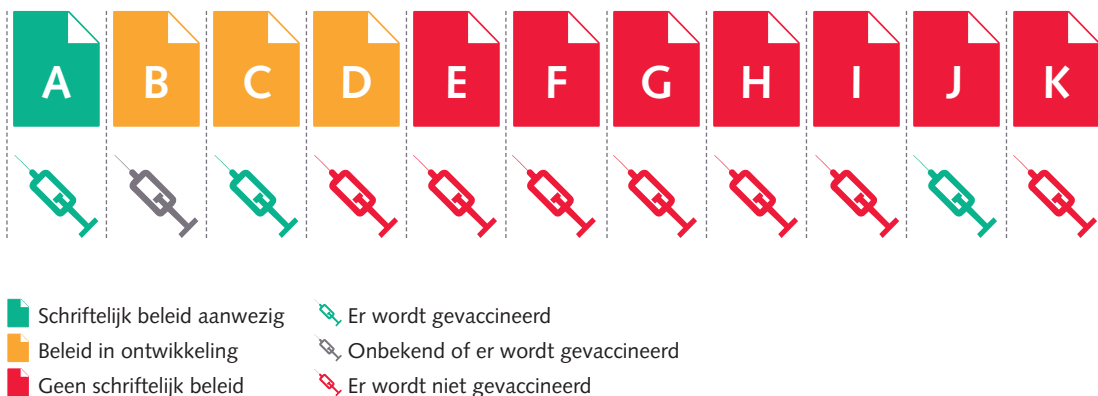 A B C D E F G H I J K
Schriftelijk beleid aanwezig
Beleid in ontwikkeling
Geen schriftelijk beleid
Er wordt gevaccineerd
Onbekend of er wordt gevaccineerd
Er wordt niet gevaccineerd